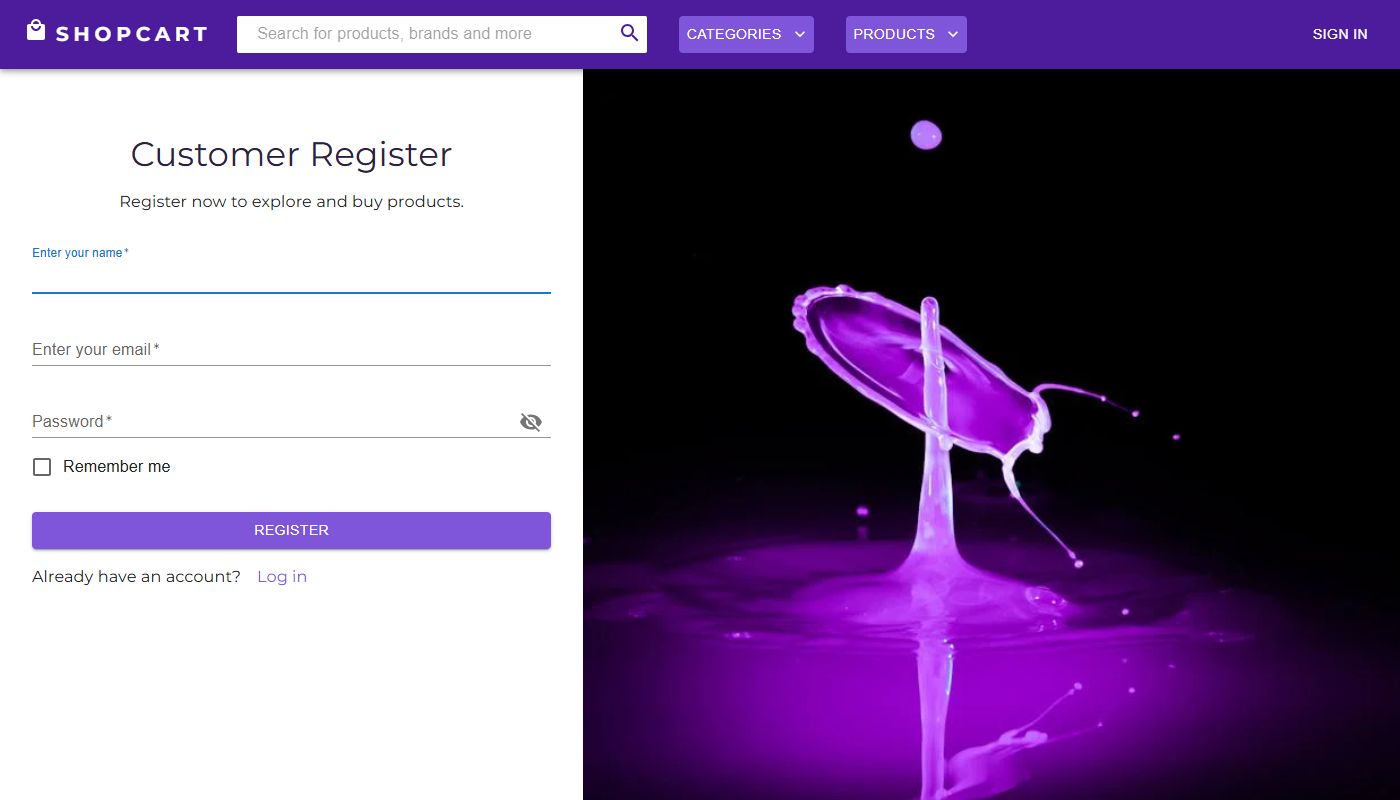 SHOPCART
Search for products, brands and more
CATEGORIES
PRODUCTS
SIGN IN
Customer Register
Register now to explore and buy products.
Enter your name *
Enter your email *
Password *
Remember me
REGISTER
Already have an account? Log in